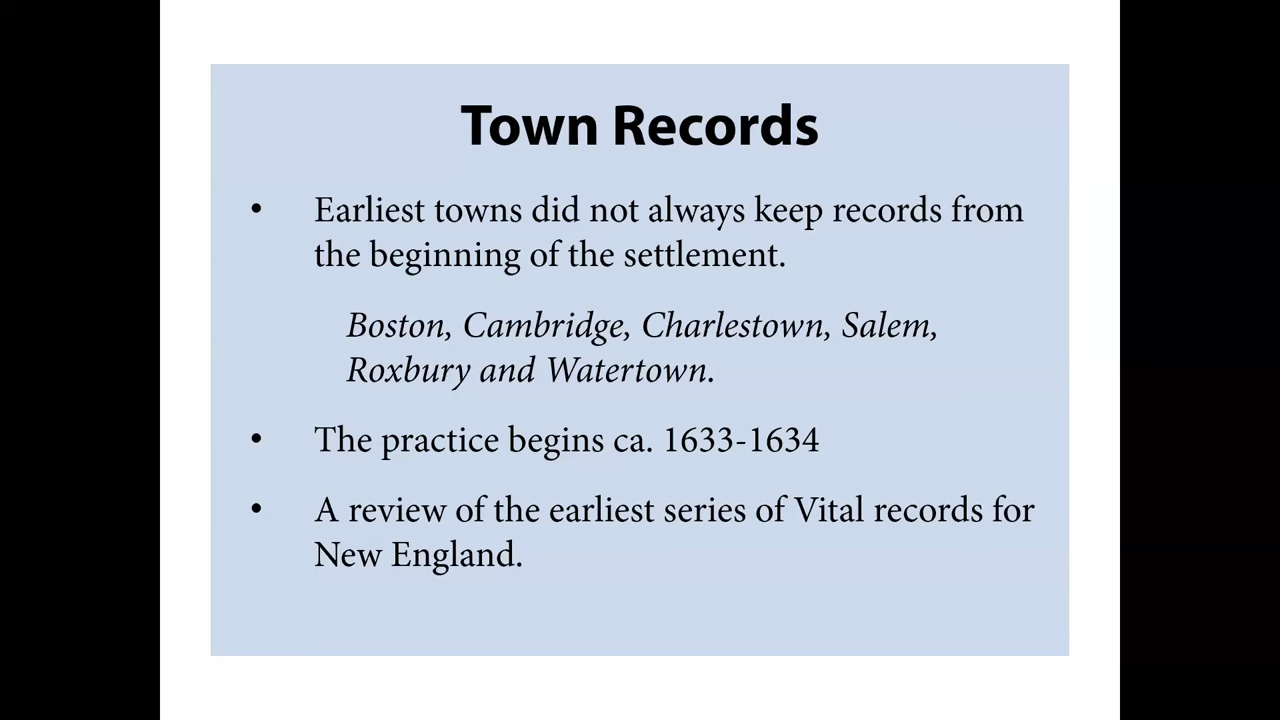 Town Records
• Earliest towns did not always keep records from
the beginning of the settlement.
Boston, Cambridge, Charlestown, Salem,
Roxbury and Watertown.
• The practice begins ca. 1633-1634
• A review of the earliest series of Vital records for
New England.